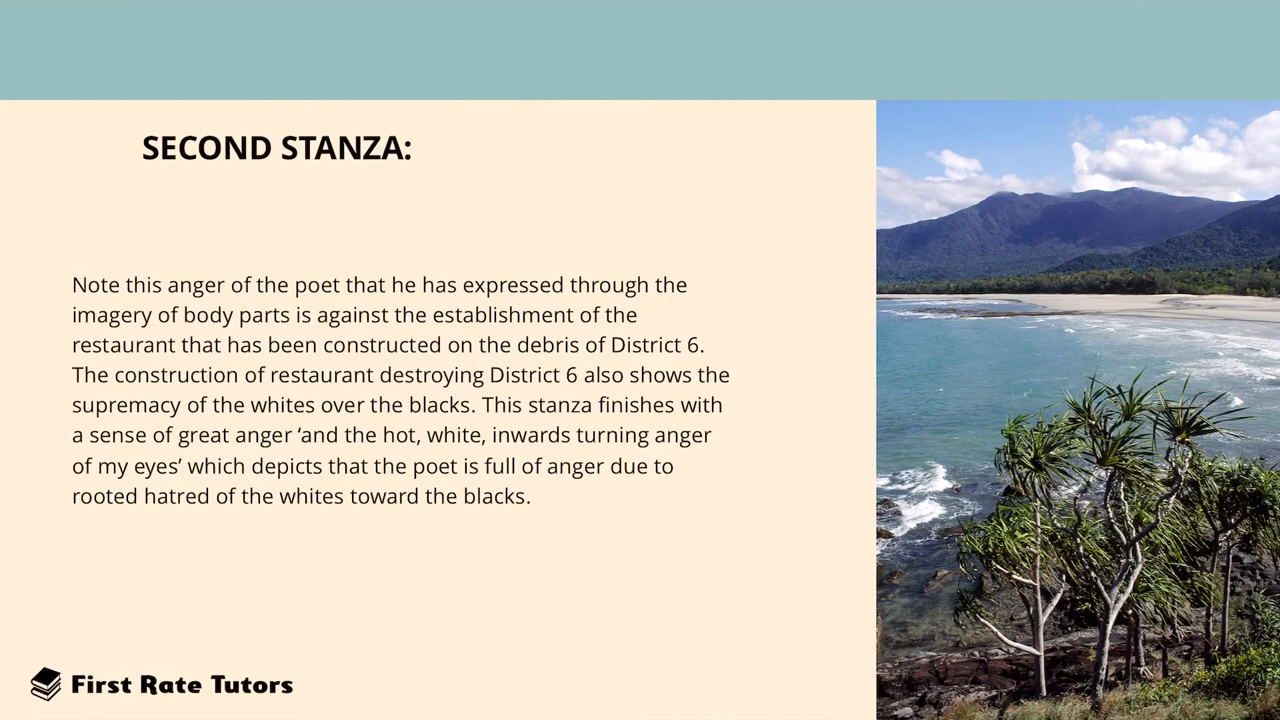 SECOND STANZA:
Note this anger of the poet that he has expressed through the
imagery of body parts is against the establishment of the
restaurant that has been constructed on the debris of District 6.
The construction of restaurant destroying District 6 also shows the
supremacy of the whites over the blacks. This stanza finishes with
a sense of great anger ‘and the hot, white, inwards turning anger
of my eyes’ which depicts that the poet is full of anger due to
rooted hatred of the whites toward the blacks.
First Rate Tutors